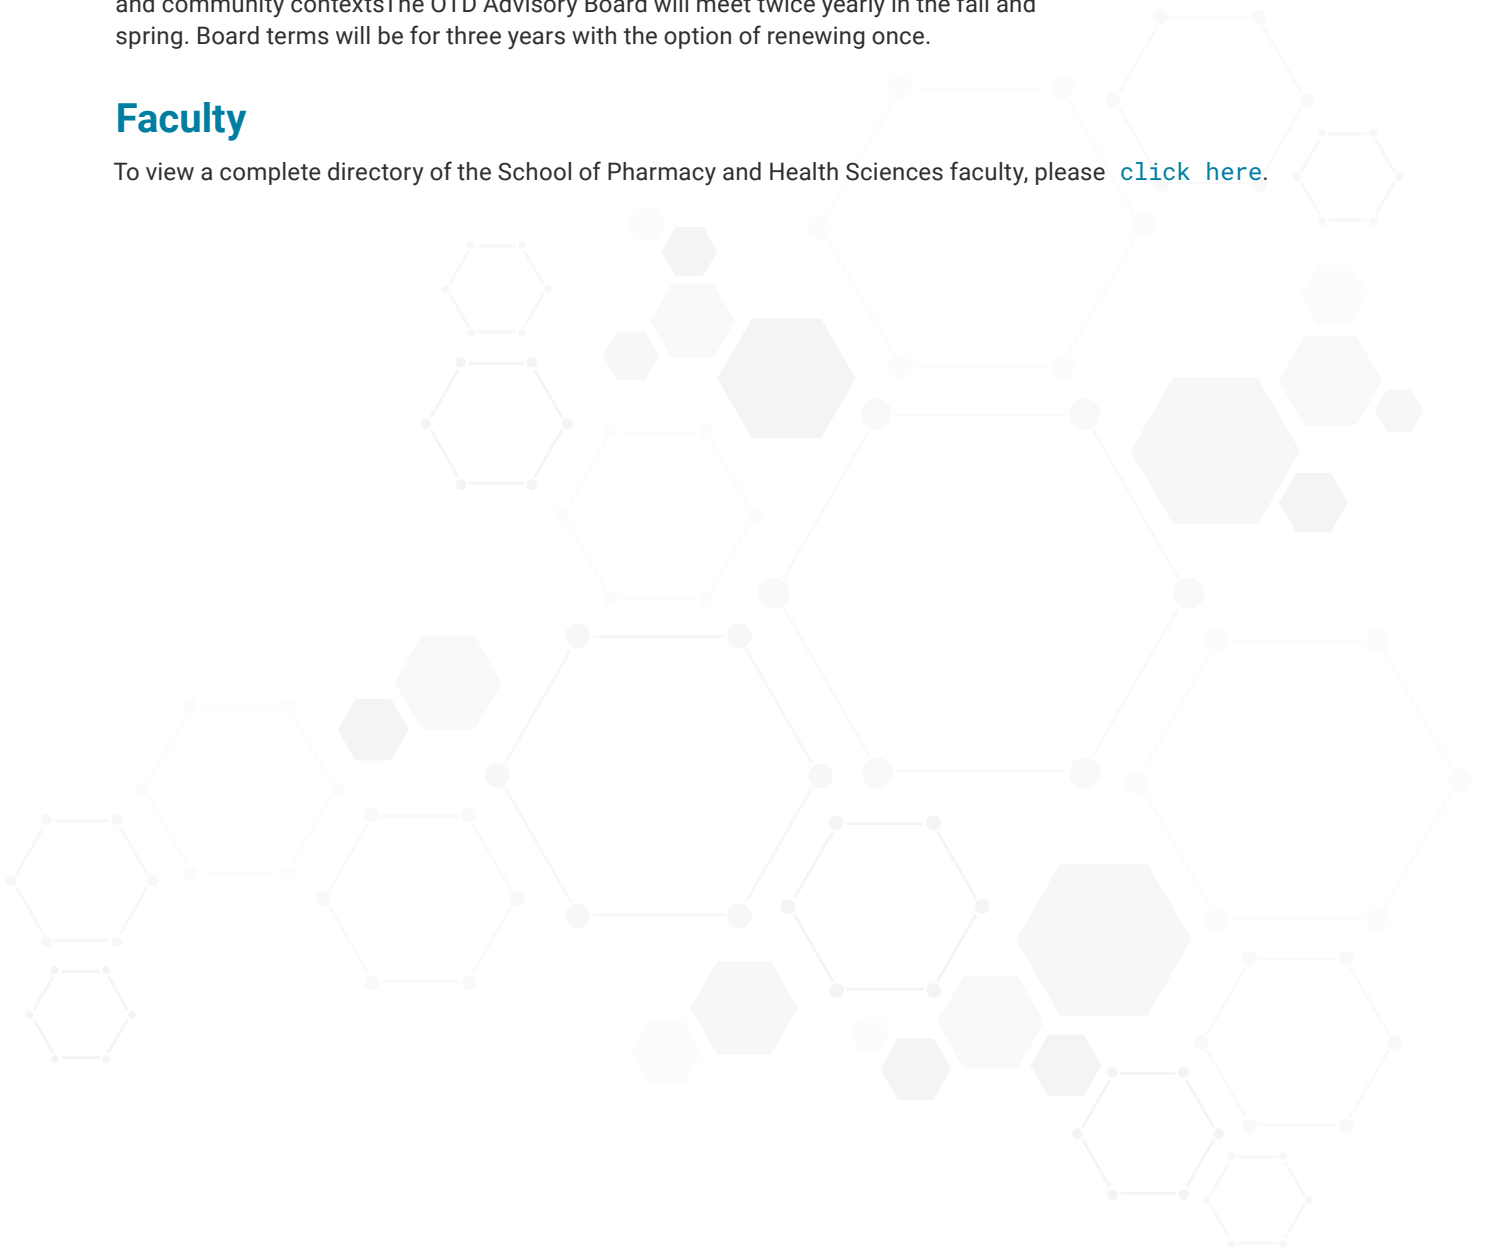 and community contextsThe OTD Advisory Board will meet twice yearly in the fall and
spring. Board terms will be for three years with the option of renewing once.
Faculty
To view a complete directory of the School of Pharmacy and Health Sciences faculty, please click here.